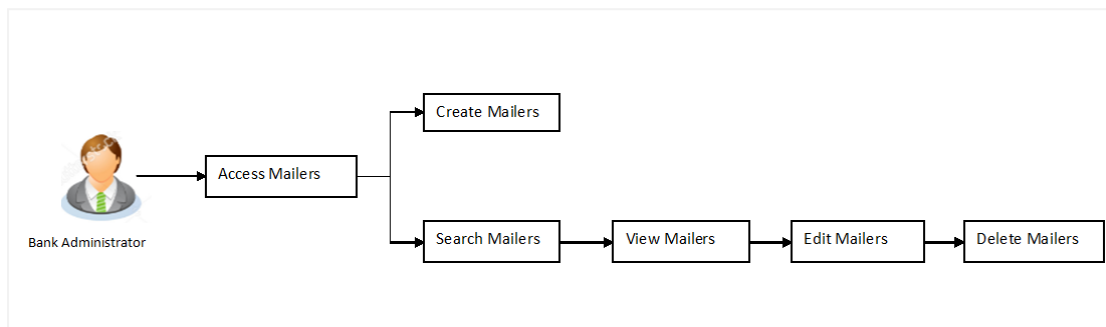 Create Mailers
Access Mailers
Bank Administrator
Search Mailers
View Mailers
Edit Mailers
Delete Mailers